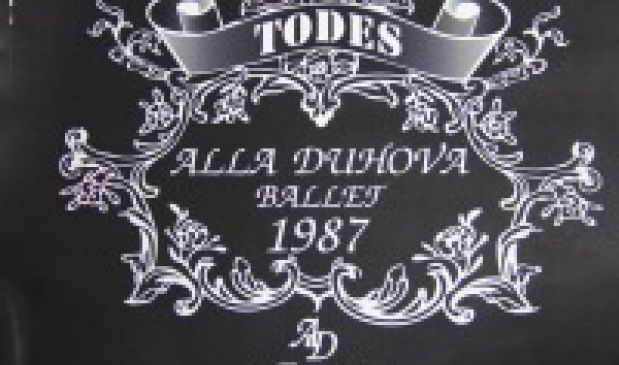 TODES
ALLA DUHOVA
BALLET
1987
AD